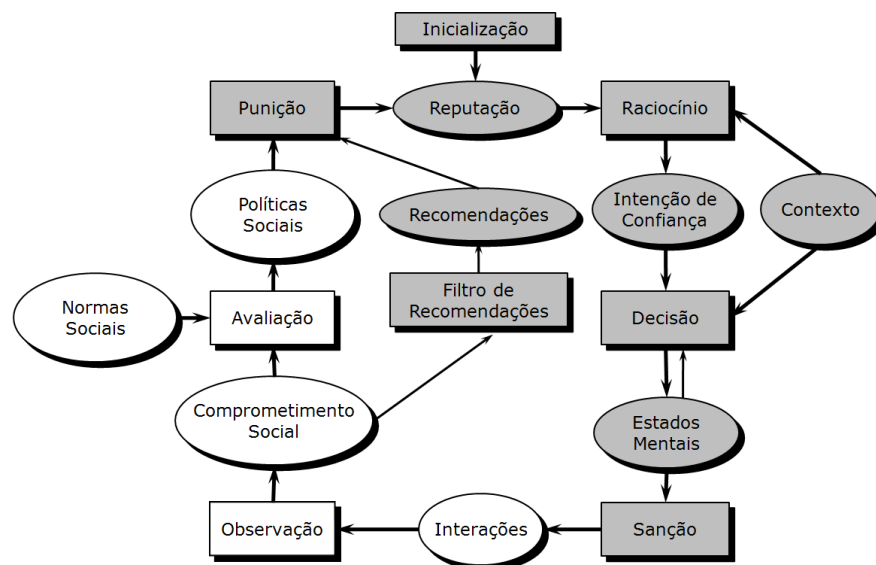 Inicialização
Punição
Reputação
Raciocínio
Políticas
Sociais
Recomendações
Intenção de
Confiança
Contexto
Normas
Sociais
Avaliação
Filtro de
Recomendações
Decisão
Comprometimento
Social
Estados
Mentais
Observação
Interações
Sanção